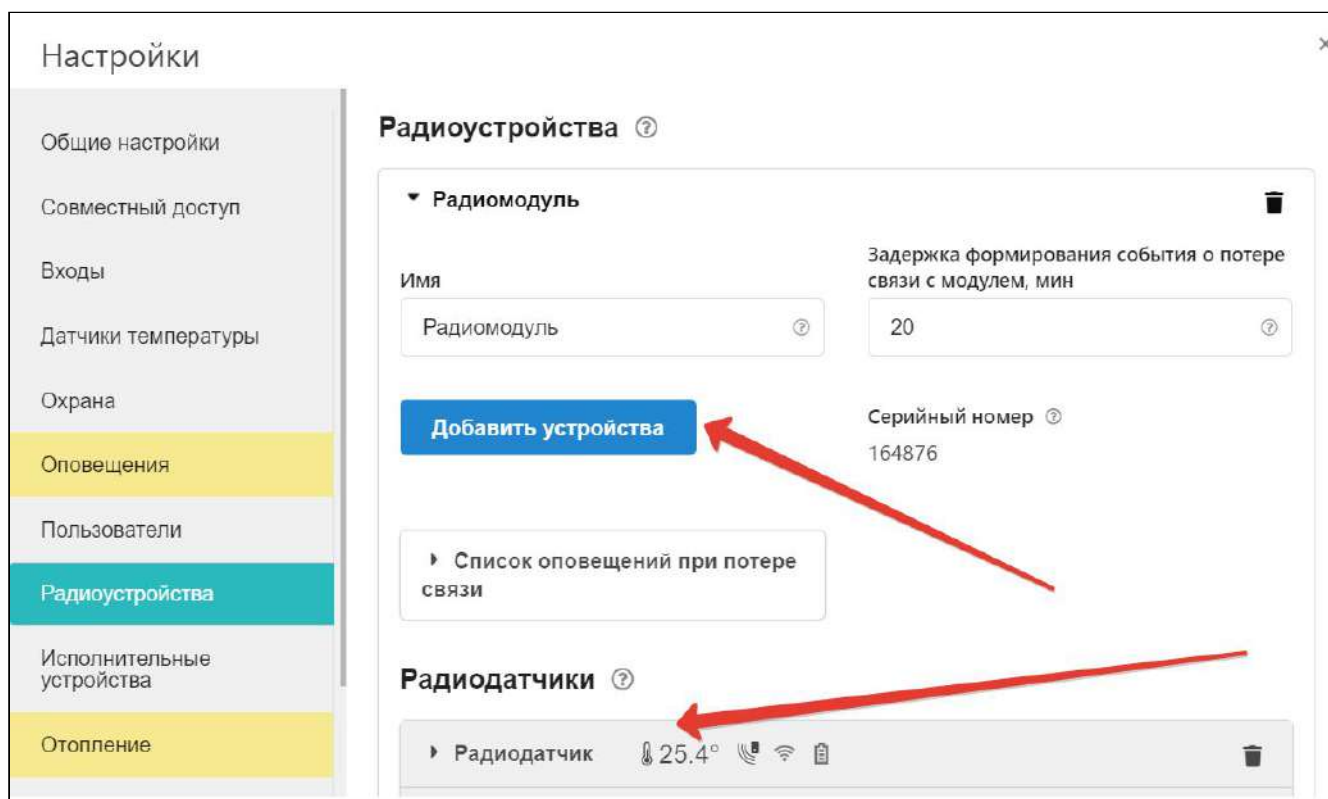 Настройки
Общие настройки
Совместный доступ
Входы
Датчики температуры
Охрана
Оповещения
Пользователи
Радиоустройства
Исполнительные
устройства
Отопление
Радиоустройства
Радиомодуль
Имя
Радиомодуль
Задержка формирования события о потере
связи с модулем, мин
20
Добавить устройства
Серийный номер
164876
Список оповещений при потере
связи
Радиодатчики
Радиодатчик 25.4°